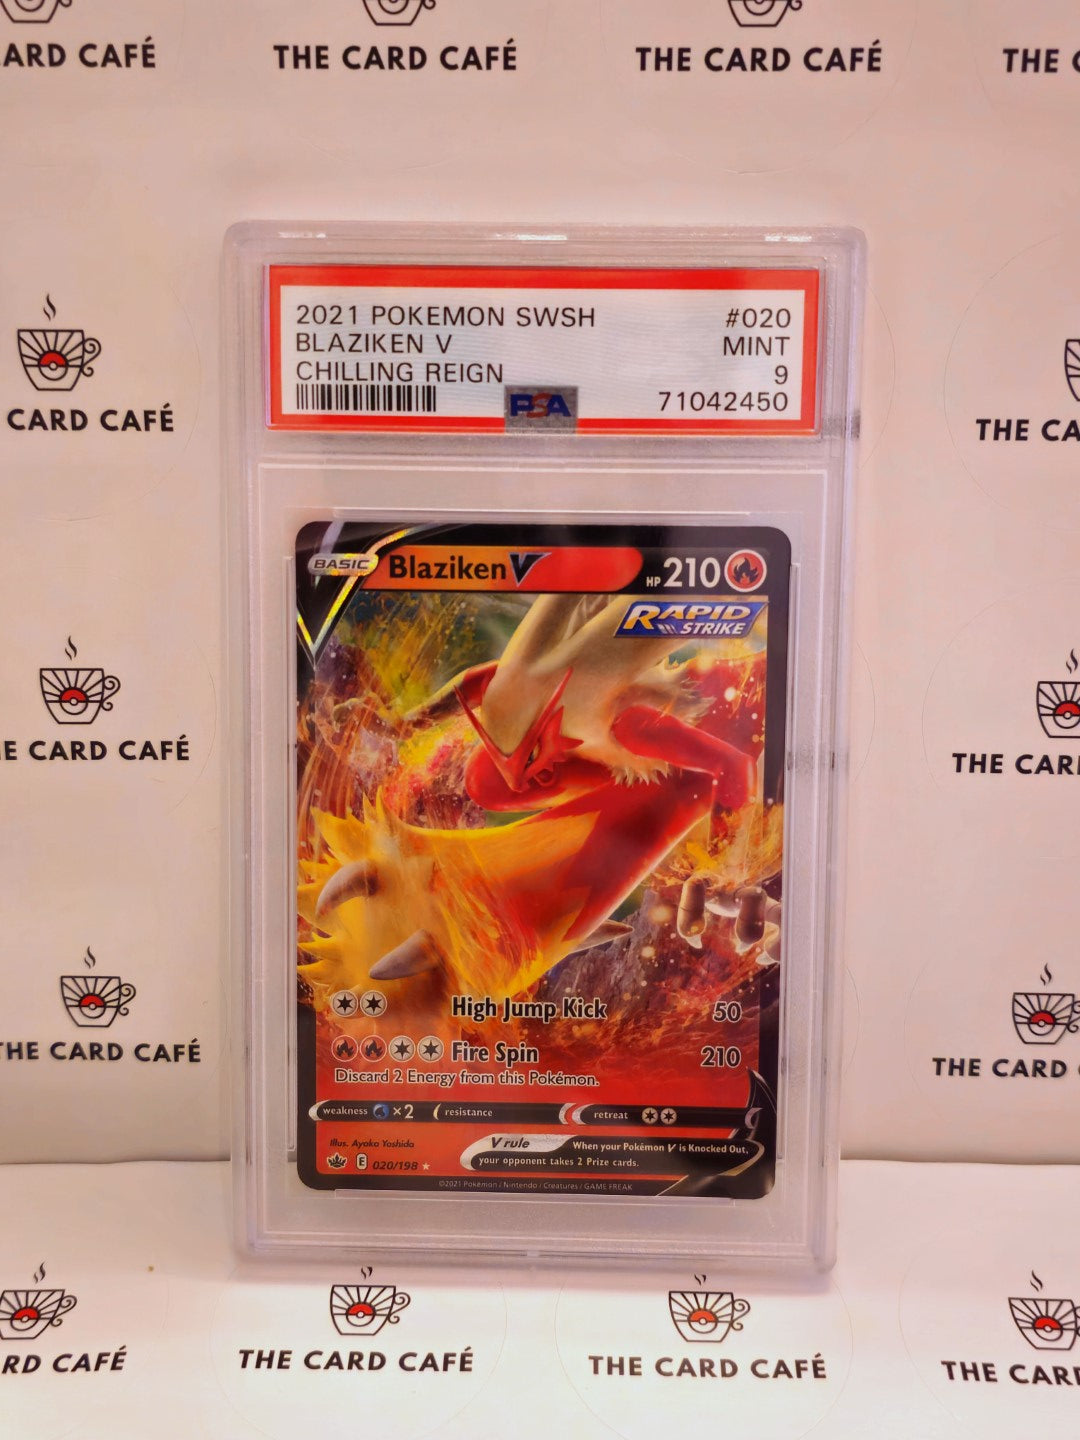 ARD CAFÉ
THE CARD CAFÉ
THE CARD CAFÉ
THE
2021 POKEMON SWSH #020
BLAZIKEN V MINT
CHILLING REIGN 9
PSA 71042450
CARD CAFÉ
THE CA
BASIC Blaziken V HP 210
RAPID
STRIKE
E CARD CAFÉ
THE CAR
High Jump Kick 50
Fire Spin 210
Discard 2 Energy from this Pokémon.
THE CARD CAFÉ
THE CARD
weakness ×2 resistance retreat
Illus. Ayaka Yoshida
V rule When your Pokémon V is Knocked Out,
your opponent takes 2 Prize cards.
E 020/198
©2021 Pokémon / Nintendo / Creatures / GAME FREAK
RD CAFÉ
THE CARD CAFÉ
THE CARD CAFÉ
THE CAR